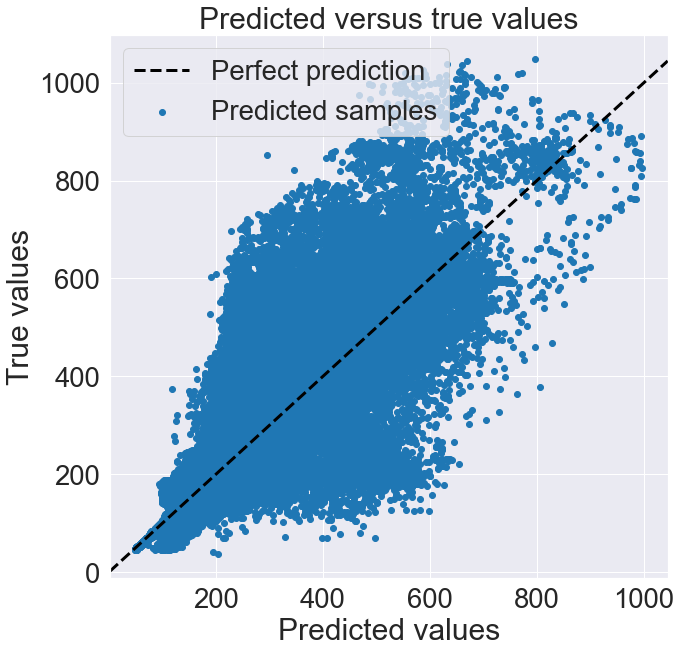 Predicted versus true values
Perfect prediction
Predicted samples
True values
1000
800
600
400
200
0
200 400 600 800 1000
Predicted values